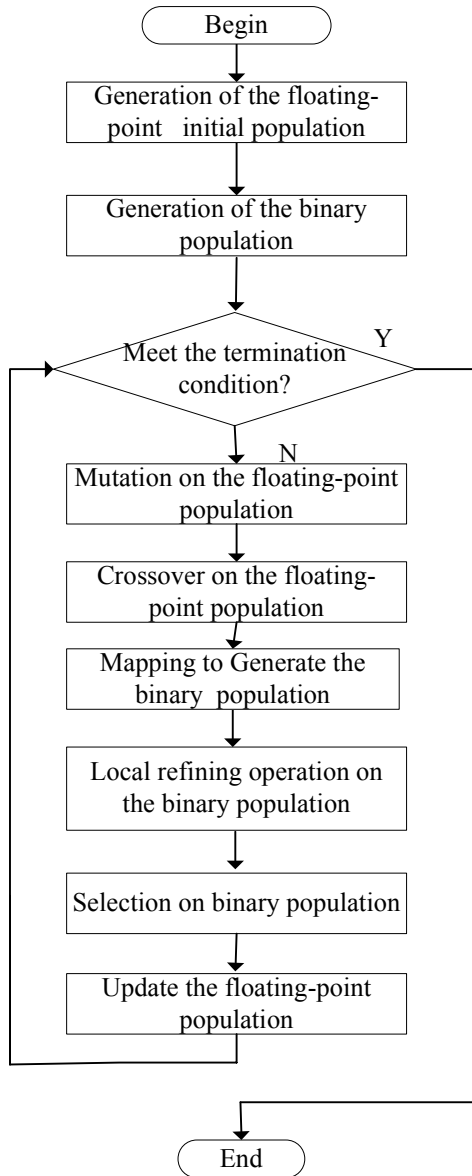 Begin
Generation of the floating-
point initial population
Generation of the binary
population
Meet the termination
condition?
Y
N
Mutation on the floating-point
population
Crossover on the floating-
point population
Mapping to Generate the
binary population
Local refining operation on
the binary population
Selection on binary population
Update the floating-point
population
End